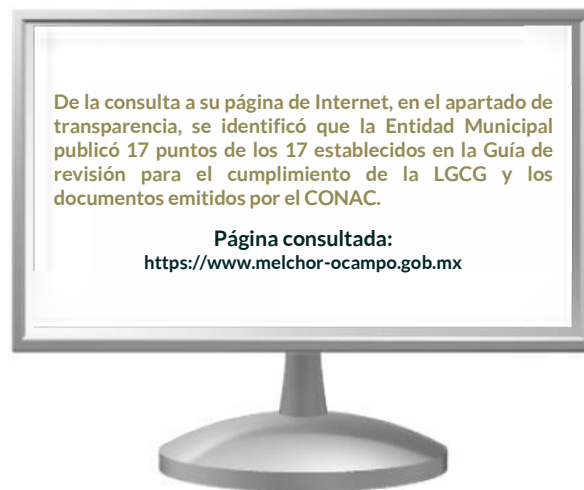 De la consulta a su página de Internet, en el apartado de
transparencia, se identificó que la Entidad Municipal
publicó 17 puntos de los 17 establecidos en la Guía de
revisión para el cumplimiento de la LGCG y los
documentos emitidos por el CONAC.
Página consultada:
https://www.melchor-ocampo.gob.mx